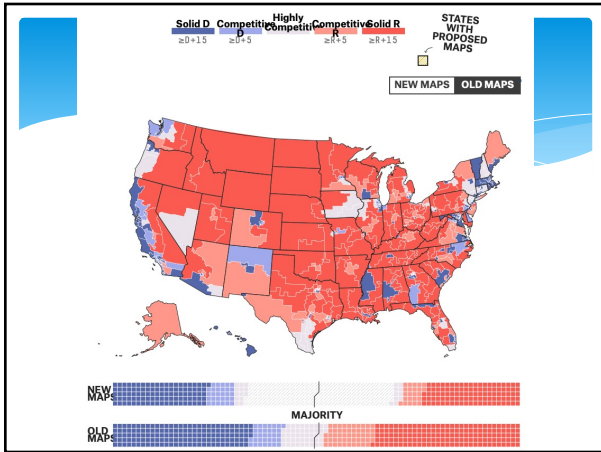 Solid D
Competitive D
Highly Competitive
Competitive R
Solid R
≥D+15
≥D+5
≥R+5
≥R+15
STATES
WITH
PROPOSED
MAPS
NEW MAPS
OLD MAPS
NEW
MAPS
MAJORITY
OLD
MAPS